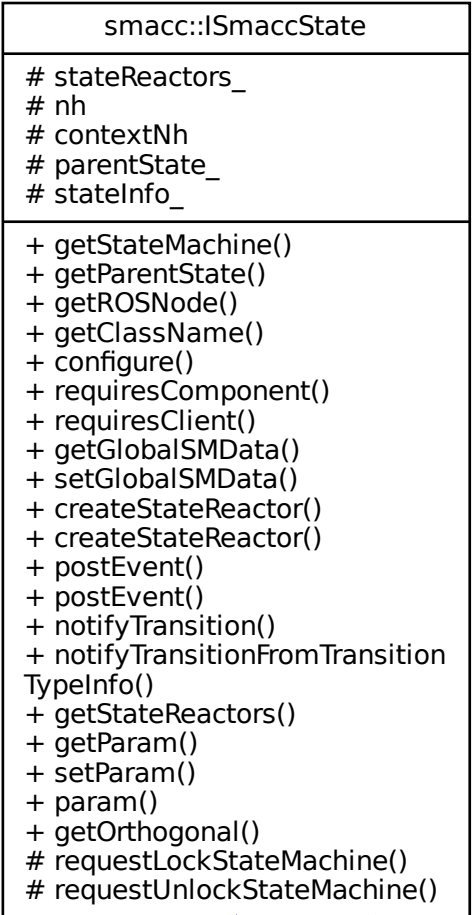 smacc::ISmaccState
# stateReactors_
# nh
# contextNh
# parentState_
# stateInfo_
+ getStateMachine()
+ getParentState()
+ getROSNode()
+ getClassName()
+ configure()
+ requiresComponent()
+ requiresClient()
+ getGlobalSMData()
+ setGlobalSMData()
+ createStateReactor()
+ createStateReactor()
+ postEvent()
+ postEvent()
+ notifyTransition()
+ notifyTransitionFromTransition
TypeInfo()
+ getStateReactors()
+ getParam()
+ setParam()
+ param()
+ getOrthogonal()
# requestLockStateMachine()
# requestUnlockStateMachine()